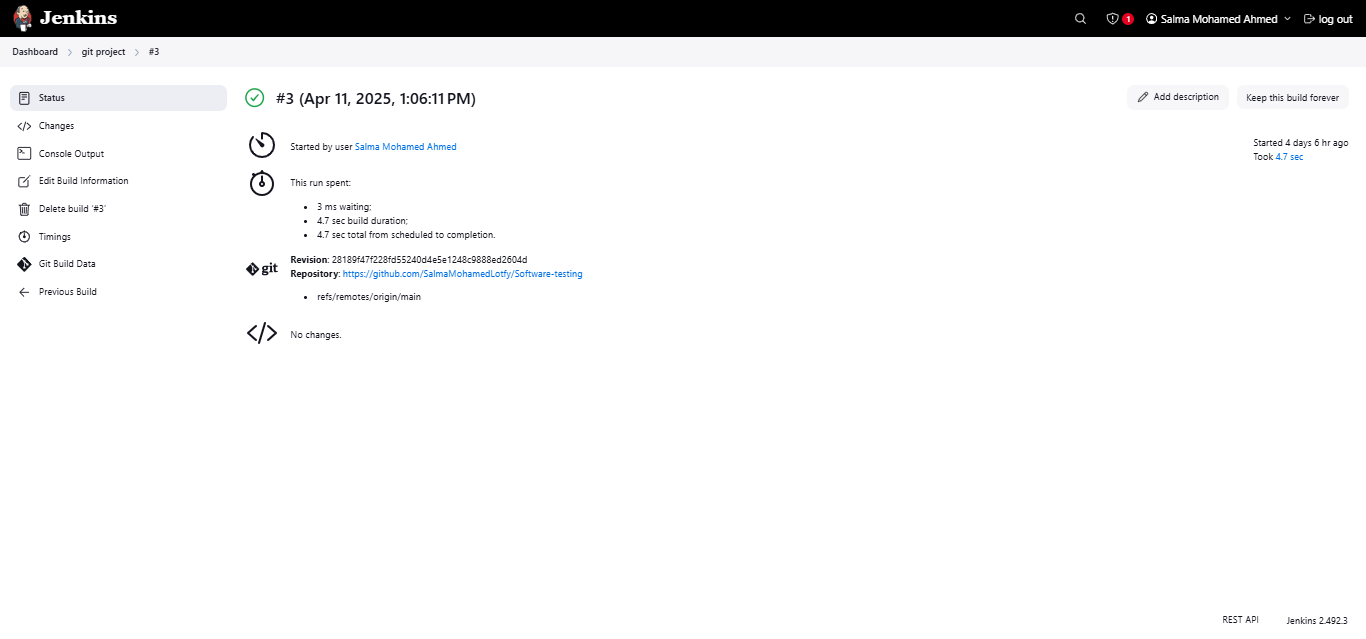 Jenkins
1
Salma Mohamed Ahmed
log out
Dashboard
git project
#3
Status
Changes
Console Output
Edit Build Information
Delete build '#3'
Timings
Git Build Data
Previous Build
#3 (Apr 11, 2025, 1:06:11 PM)
Add description
Keep this build forever
Started by user Salma Mohamed Ahmed
Started 4 days 6 hr ago
Took 4.7 sec
This run spent:
3 ms waiting;
4.7 sec build duration;
4.7 sec total from scheduled to completion.
git
Revision: 28189f47f228fd55240d4e5e1248c9888ed2604d
Repository: https://github.com/SalmaMohamedLotfy/Software-testing
refs/remotes/origin/main
No changes.
REST API
Jenkins 2.492.3